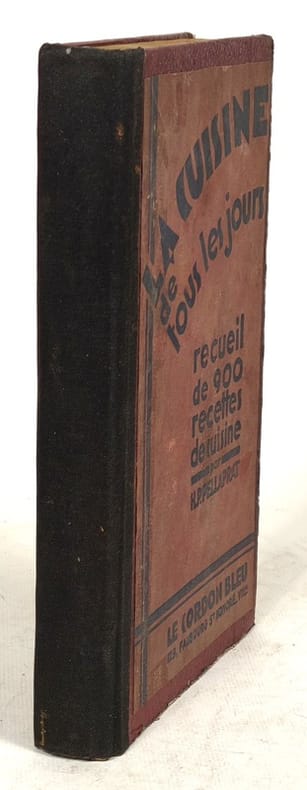 LA CUISINE
de
tous les jours
recueil
de 900
recettes
de cuisine
par
H.P. PELLAPRAT
LE CORDON BLEU
129, FAUBOURG St HONORÉ, VIII